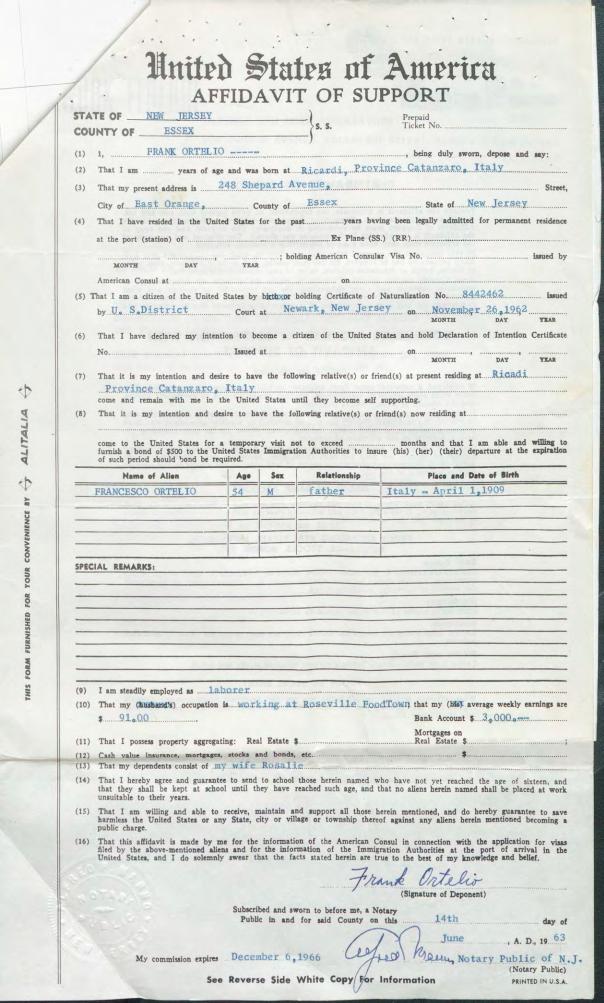 United States of America
AFFIDAVIT OF SUPPORT
STATE OF NEW JERSEY
COUNTY OF ESSEX
S. S.
Prepaid
Ticket No.
(1) 1, FRANK ORTELIO -----, being duly sworn, depose and say:
(2) That I am years of age and was born at Ricardi, Province Catanzaro, Italy
(3) That my present address is 248 Shepard Avenue, Street,
City of East Orange, County of Essex State of New Jersey
(4) That I have resided in the United States for the past years having been legally admitted for permanent residence
at the port (station) of Ex Plane (SS.) (RR)
, ; holding American Consular Visa No. issued by
MONTH DAY YEAR
American Consul at on
(5) That I am a citizen of the United States by or holding Certificate of Naturalization No. 8442462 issued
by U. S. District Court at Newark, New Jersey on November 26, 1962
MONTH DAY YEAR
(6) That I have declared my intention to become a citizen of the United States and hold Declaration of Intention Certificate
No. Issued at on , ,
MONTH DAY YEAR
(7) That it is my intention and desire to have the following relative(s) or friend(s) at present residing at Ricadi
Province Catanzaro, Italy
come and remain with me in the United States until they become self supporting.
(8) That it is my intention and desire to have the following relative(s) or friend(s) now residing at
come to the United States for a temporary visit not to exceed months and that I am able and willing to
furnish a bond of $500 to the United States Immigration Authorities to insure (his) (her) (their) departure at the expiration
of such period should bond be required.
Name of Alien Age Sex Relationship Place and Date of Birth
FRANCESCO ORTELIO 54 M father Italy - April 1,1909
SPECIAL REMARKS:
(9) I am steadily employed as laborer
(10) That my (husband's) occupation is working at Roseville FoodTown; that my average weekly earnings are
$ 91.00 Bank Account $ 3,000.---
Mortgages on
(11) That I possess property aggregating: Real Estate $ Real Estate $ ;
(12) Cash value insurance, mortgages, stocks and bonds, etc. $
(13) That my dependents consist of my wife Rosalie
(14) That I hereby agree and guarantee to send to school those herein named who have not yet reached the age of sixteen, and
that they shall be kept at school until they have reached such age, and that no aliens herein named shall be placed at work
unsuitable to their years.
(15) That I am willing and able to receive, maintain and support all those herein mentioned, and do hereby guarantee to save
harmless the United States or any State, city or village or township thereof against any aliens herein mentioned becoming a
public charge.
(16) That this affidavit is made by me for the information of the American Consul in connection with the application for visas
filed by the above-mentioned aliens and for the information of the Immigration Authorities at the port of arrival in the
United States, and I do solemnly swear that the facts stated herein are true to the best of my knowledge and belief.
Frank Ortelio
(Signature of Deponent)
Subscribed and sworn to before me, a Notary
Public in and for said County on this 14th day of
June , A. D., 19 63
My commission expires December 6,1966 Notary Public of N.J.
(Notary Public)
See Reverse Side White Copy For Information
PRINTED IN U.S.A.
THIS FORM FURNISHED FOR YOUR CONVENIENCE BY ALITALIA